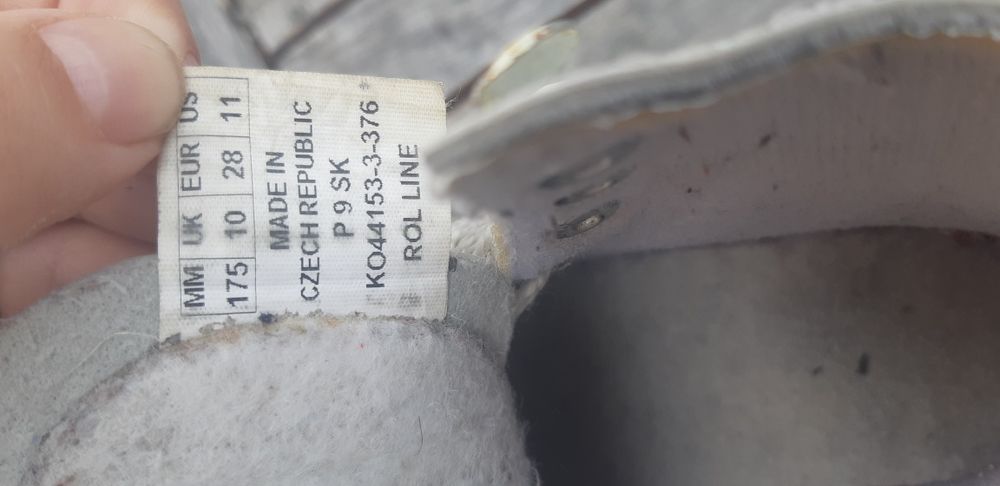 MM UK EUR US
175 10 28 11
MADE IN
CZECH REPUBLIC
P 9 SK
KO44153-3-376 *
ROL LINE